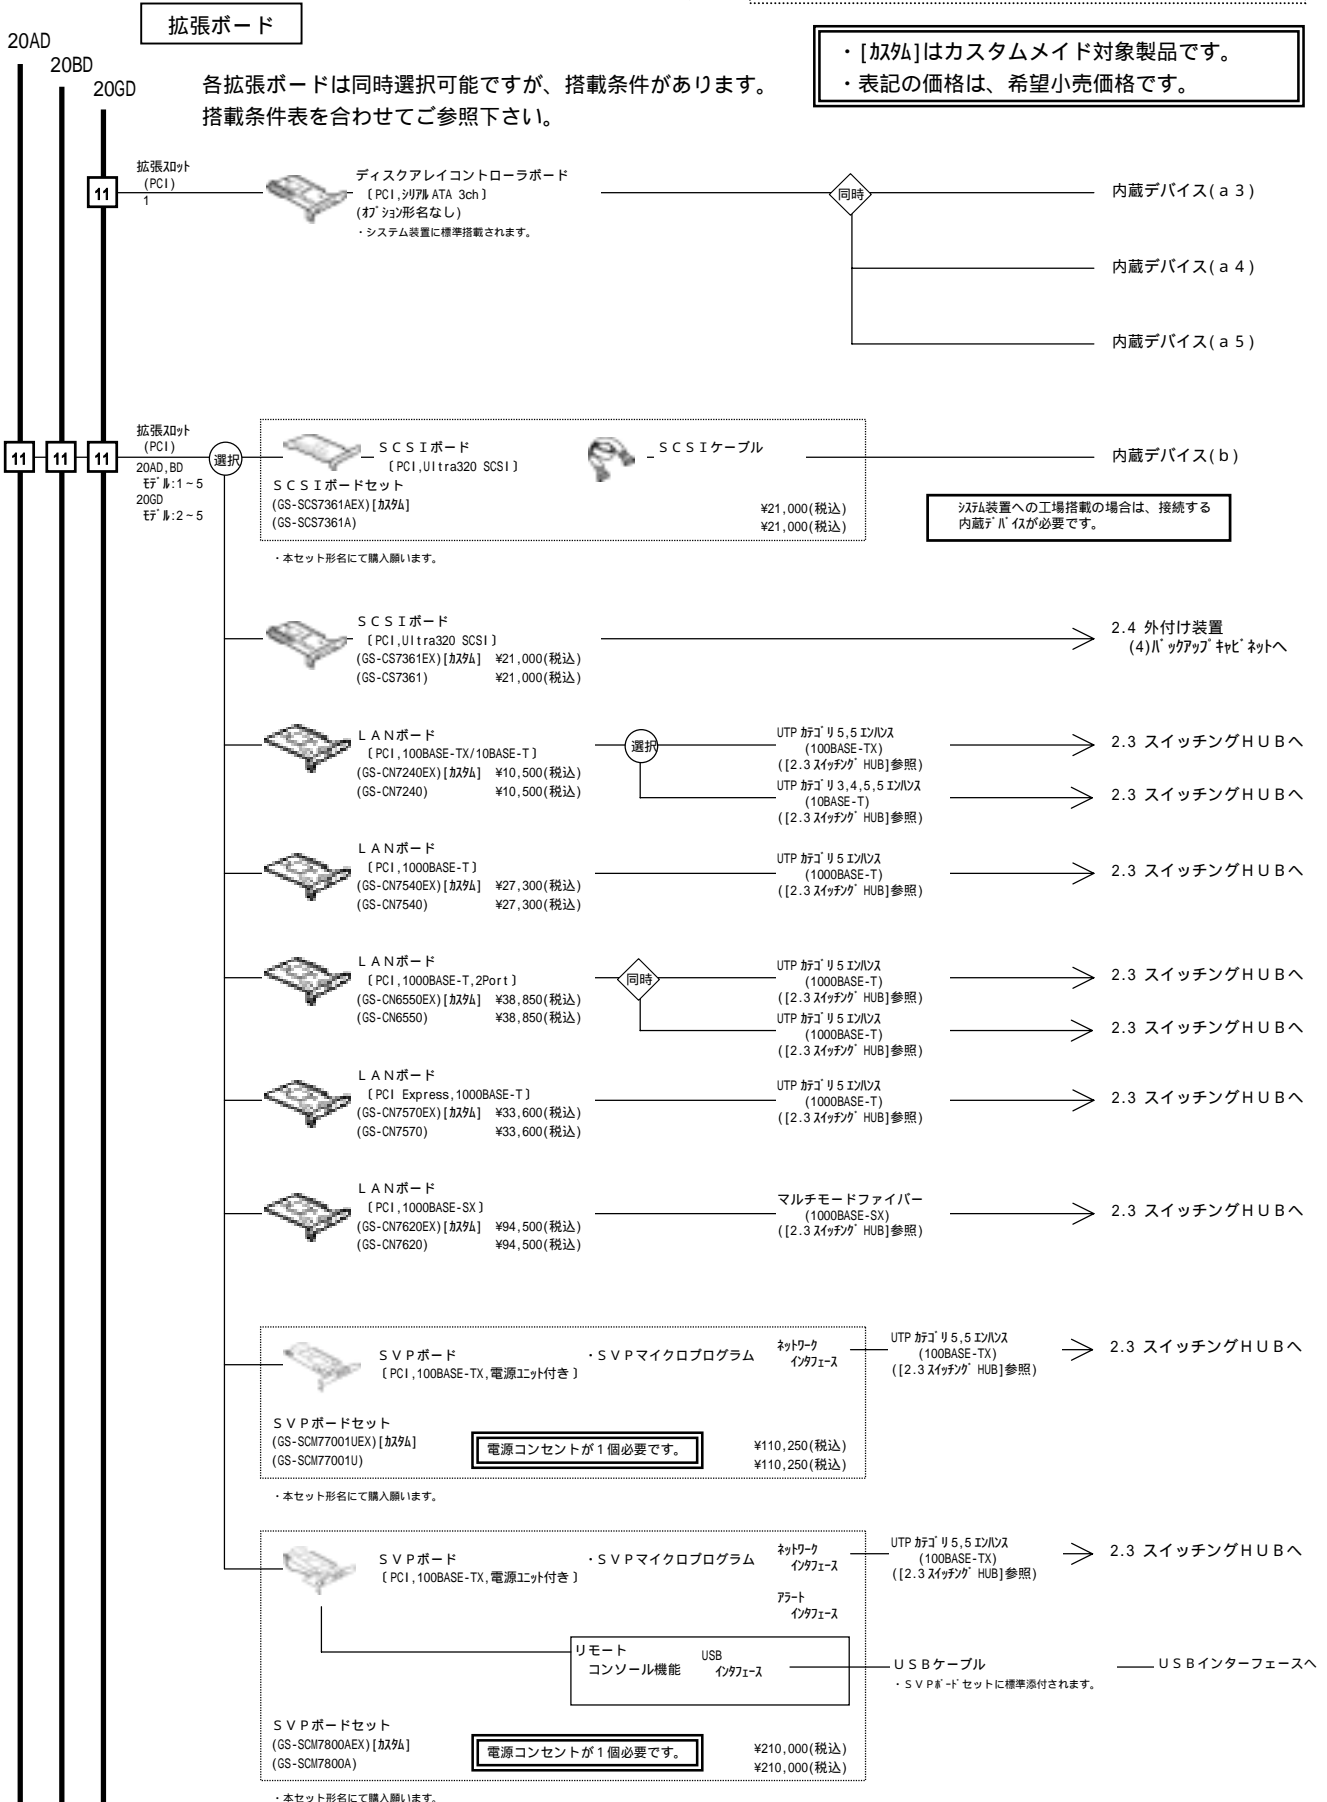 拡張ボード
20AD
20BD
20GD
・[ｶｽﾀﾑ]はカスタムメイド対象製品です。
・表記の価格は、希望小売価格です。
各拡張ボードは同時選択可能ですが、搭載条件があります。
搭載条件表を合わせてご参照下さい。
拡張ｽﾛｯﾄ
(PCI)
1
11
ディスクアレイコントローラボード
〔PCI,ｼﾘｱﾙ ATA 3ch〕
(ｵﾌﾟｼｮﾝ形名なし)
・システム装置に標準搭載されます。
同時
内蔵デバイス(ａ３)
内蔵デバイス(ａ４)
内蔵デバイス(ａ５)
拡張ｽﾛｯﾄ
(PCI)
11 11 11
20AD,BD
ﾓﾃﾞﾙ:1~5
20GD
ﾓﾃﾞﾙ:2~5
選択
ＳＣＳＩボード
〔PCI,Ultra320 SCSI〕
ＳＣＳＩケーブル
内蔵デバイス(ｂ)
ＳＣＳＩボードセット
(GS-SCS7361AEX)[ｶｽﾀﾑ] ¥21,000(税込)
(GS-SCS7361A) ¥21,000(税込)
ｼｽﾃﾑ装置への工場搭載の場合は、接続する
内蔵ﾃﾞﾊﾞｲｽが必要です。
・本セット形名にて購入願います。
ＳＣＳＩボード
〔PCI,Ultra320 SCSI〕
(GS-CS7361EX)[ｶｽﾀﾑ] ¥21,000(税込)
(GS-CS7361) ¥21,000(税込)
2.4 外付け装置
(4)ﾊﾞｯｸｱｯﾌﾟｷｬﾋﾞﾈｯﾄへ
ＬＡＮボード
〔PCI,100BASE-TX/10BASE-T〕
(GS-CN7240EX)[ｶｽﾀﾑ] ¥10,500(税込)
(GS-CN7240) ¥10,500(税込)
選択
UTP ｶﾃｺﾞﾘ 5,5 ｴﾝﾊﾝｽ
(100BASE-TX)
([2.3 ｽｲｯﾁﾝｸﾞ HUB]参照)
2.3 スイッチングＨＵＢへ
UTP ｶﾃｺﾞﾘ 3,4,5,5 ｴﾝﾊﾝｽ
(10BASE-T)
([2.3 ｽｲｯﾁﾝｸﾞ HUB]参照)
2.3 スイッチングＨＵＢへ
ＬＡＮボード
〔PCI,1000BASE-T〕
(GS-CN7540EX)[ｶｽﾀﾑ] ¥27,300(税込)
(GS-CN7540) ¥27,300(税込)
UTP ｶﾃｺﾞﾘ 5 ｴﾝﾊﾝｽ
(1000BASE-T)
([2.3 ｽｲｯﾁﾝｸﾞ HUB]参照)
2.3 スイッチングＨＵＢへ
ＬＡＮボード
〔PCI,1000BASE-T,2Port〕
(GS-CN6550EX)[ｶｽﾀﾑ] ¥38,850(税込)
(GS-CN6550) ¥38,850(税込)
同時
UTP ｶﾃｺﾞﾘ 5 ｴﾝﾊﾝｽ
(1000BASE-T)
([2.3 ｽｲｯﾁﾝｸﾞ HUB]参照)
2.3 スイッチングＨＵＢへ
UTP ｶﾃｺﾞﾘ 5 ｴﾝﾊﾝｽ
(1000BASE-T)
([2.3 ｽｲｯﾁﾝｸﾞ HUB]参照)
2.3 スイッチングＨＵＢへ
ＬＡＮボード
〔PCI Express,1000BASE-T〕
(GS-CN7570EX)[ｶｽﾀﾑ] ¥33,600(税込)
(GS-CN7570) ¥33,600(税込)
UTP ｶﾃｺﾞﾘ 5 ｴﾝﾊﾝｽ
(1000BASE-T)
([2.3 ｽｲｯﾁﾝｸﾞ HUB]参照)
2.3 スイッチングＨＵＢへ
ＬＡＮボード
〔PCI,1000BASE-SX〕
(GS-CN7620EX)[ｶｽﾀﾑ] ¥94,500(税込)
(GS-CN7620) ¥94,500(税込)
マルチモードファイバー
(1000BASE-SX)
([2.3 ｽｲｯﾁﾝｸﾞ HUB]参照)
2.3 スイッチングＨＵＢへ
ＳＶＰボード
〔PCI,100BASE-TX,電源ﾕﾆｯﾄ付き〕
・ＳＶＰマイクロプログラム
ﾈｯﾄﾜｰｸ
ｲﾝﾀﾌｪｰｽ
UTP ｶﾃｺﾞﾘ 5,5 ｴﾝﾊﾝｽ
(100BASE-TX)
([2.3 ｽｲｯﾁﾝｸﾞ HUB]参照)
2.3 スイッチングＨＵＢへ
ＳＶＰボードセット
(GS-SCM77001UEX)[ｶｽﾀﾑ] ¥110,250(税込)
(GS-SCM77001U) ¥110,250(税込)
電源コンセントが１個必要です。
・本セット形名にて購入願います。
ＳＶＰボード
〔PCI,100BASE-TX,電源ﾕﾆｯﾄ付き〕
・ＳＶＰマイクロプログラム
ﾈｯﾄﾜｰｸ
ｲﾝﾀﾌｪｰｽ
UTP ｶﾃｺﾞﾘ 5,5 ｴﾝﾊﾝｽ
(100BASE-TX)
([2.3 ｽｲｯﾁﾝｸﾞ HUB]参照)
2.3 スイッチングＨＵＢへ
ｱﾗｰﾄ
ｲﾝﾀﾌｪｰｽ
リモート
コンソール機能
USB
ｲﾝﾀﾌｪｰｽ
ＵＳＢケーブル
・ＳＶＰﾎﾞｰﾄﾞセットに標準添付されます。
ＵＳＢインターフェースへ
ＳＶＰボードセット
(GS-SCM7800AEX)[ｶｽﾀﾑ] ¥210,000(税込)
(GS-SCM7800A) ¥210,000(税込)
電源コンセントが１個必要です。
・本セット形名にて購入願います。